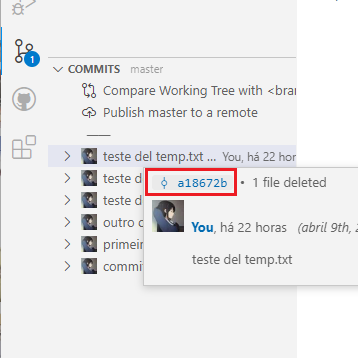 1
COMMITS master
Compare Working Tree with <bran
Publish master to a remote
teste del temp.txt ... You, há 22 hor
teste d
a18672b • 1 file deleted
teste d
outro c
You, há 22 horas (abril 9th, 2
primeir
teste del temp.txt
commi